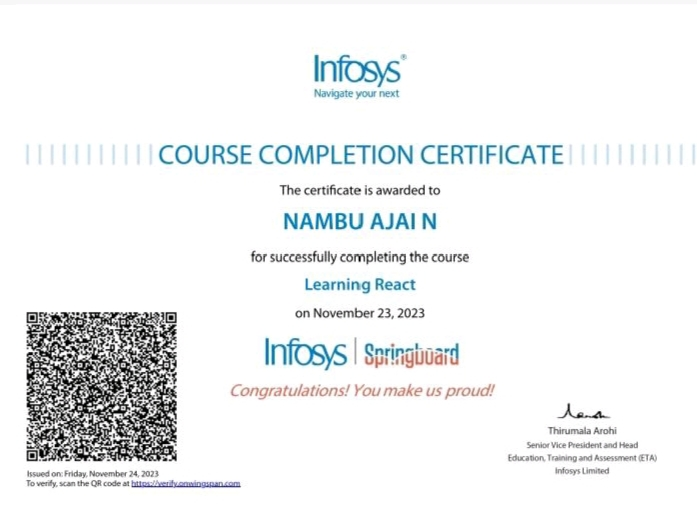 Infosys®
Navigate your next
COURSE COMPLETION CERTIFICATE
The certificate is awarded to
NAMBU AJAI N
for successfully completing the course
Learning React
on November 23, 2023
Infosys | Springboard
Congratulations! You make us proud!
Thirumala Arohi
Senior Vice President and Head
Education, Training and Assessment (ETA)
Infosys Limited
Issued on: Friday, November 24, 2023
To verify, scan the QR code at https://verify.onwingspan.com